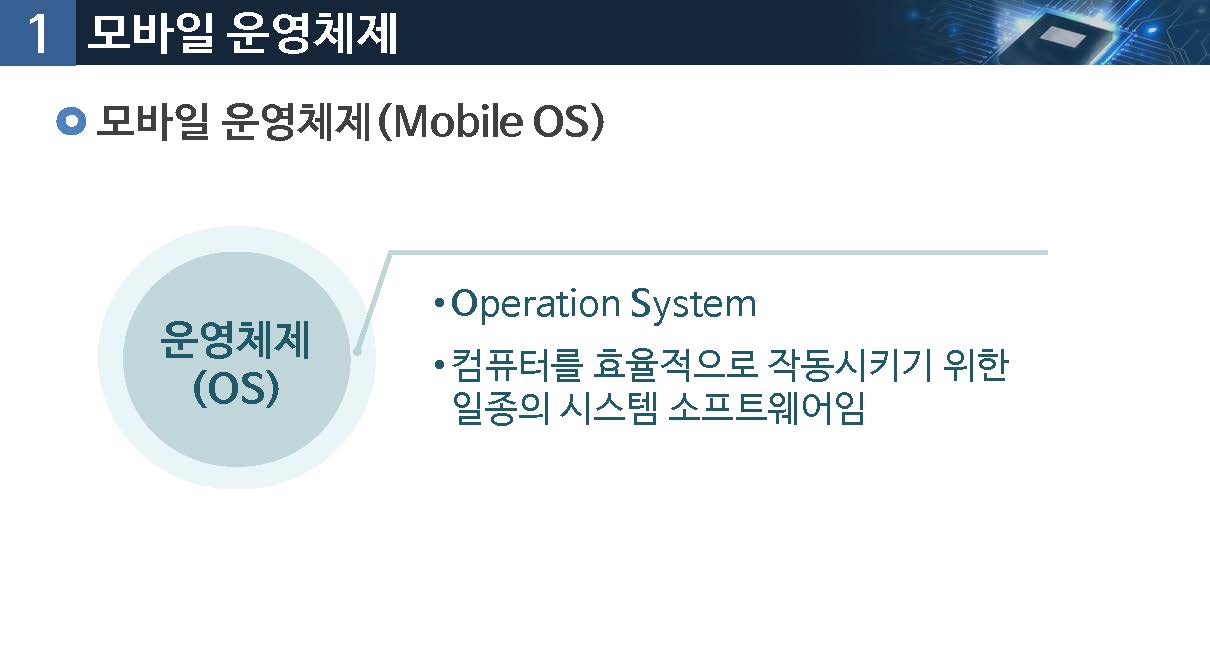 1 모바일 운영체제
모바일 운영체제(Mobile OS)
운영체제
(OS)
•Operation System
•컴퓨터를 효율적으로 작동시키기 위한
일종의 시스템 소프트웨어임